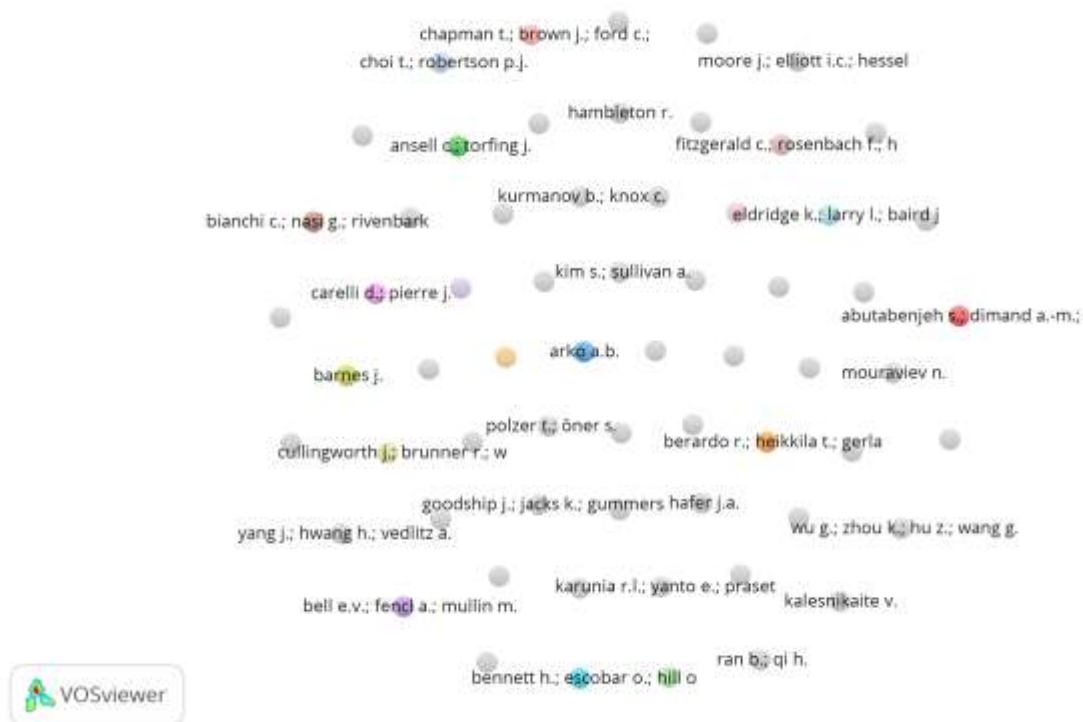 chapman t.; brown j.; ford c.;
choi t.; robertson p.j.
moore j.; elliott i.c.; hessel
hambleton r.
ansell c.; torfing j.
fitzgerald c.; rosenbach f.; h
kurmanov b.; knox c.
bianchi c.; nasi g.; rivenbark
eldridge k.; larry l.; baird j
kim s.; sullivan a.
carelli d.; pierre j.
abutabenjeh s.; dimand a.-m.;
arko a.b.
barnes j.
mouraviev n.
polzer t.; öner s.
berardo r.; heikkila t.; gerla
cullingworth j.; brunner r.; w
goodship j.; jacks k.; gummers
hafer j.a.
yang j.; hwang h.; vedlitz a.
wu g.; zhou k.; hu z.; wang g.
karunia r.l.; yanto e.; praset
bell e.v.; fencl a.; mullin m.
kalesnikaite v.
ran b.; qi h.
bennett h.; escobar o.; hill o
VOSviewer